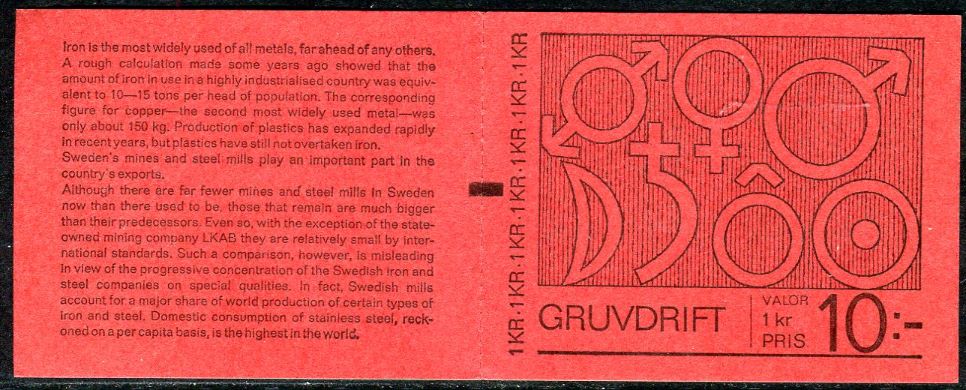 Iron is the most widely used of all metals, far ahead of any others.
A rough calculation made some years ago showed that the
amount of iron in use in a highly industrialised country was equiv-
alent to 10—15 tons per head of population. The corresponding
figure for copper—the second most widely used metal—was
only about 150 kg. Production of plastics has expanded rapidly
in recent years, but plastics have still not overtaken iron.
Sweden's mines and steel mills play an important part in the
country's exports.
Although there are far fewer mines and steel mills in Sweden
now than there used to be, those that remain are much bigger
than their predecessors. Even so, with the exception of the state-
owned mining company LKAB they are relatively small by inter-
national standards. Such a comparison, however, is misleading
in view of the progressive concentration of the Swedish iron and
steel companies on special qualities. In fact, Swedish mills
account for a major share of world production of certain types of
iron and steel. Domestic consumption of stainless steel, reck-
oned on a per capita basis, is the highest in the world.
1KR·1KR·1KR·1KR·1KR·1KR·1KR
GRUVDRIFT
VALÖR
1 kr
PRIS
10:-